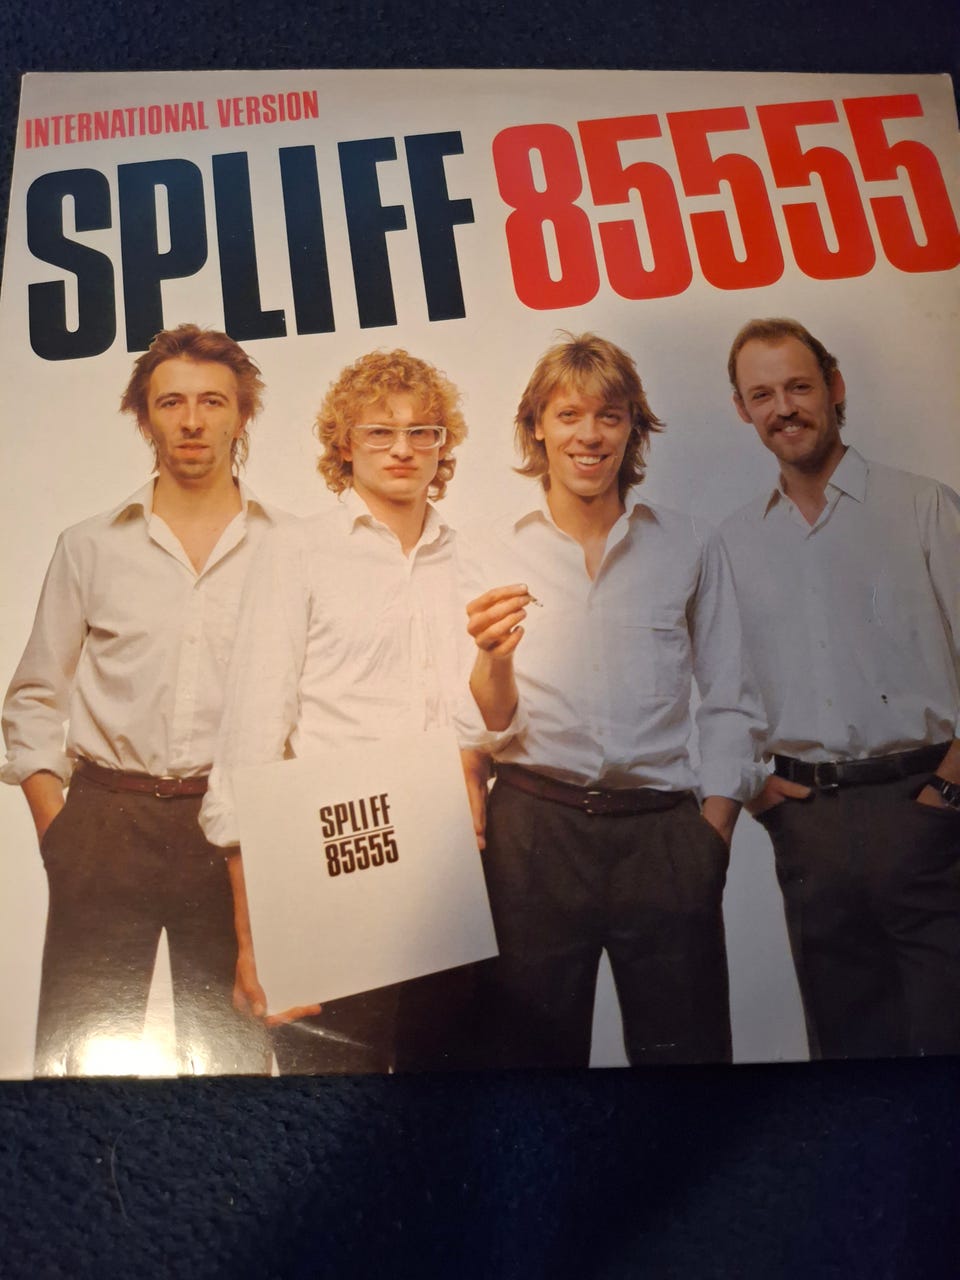 INTERNATIONAL VERSION
SPLIFF 85555
SPLIFF
85555